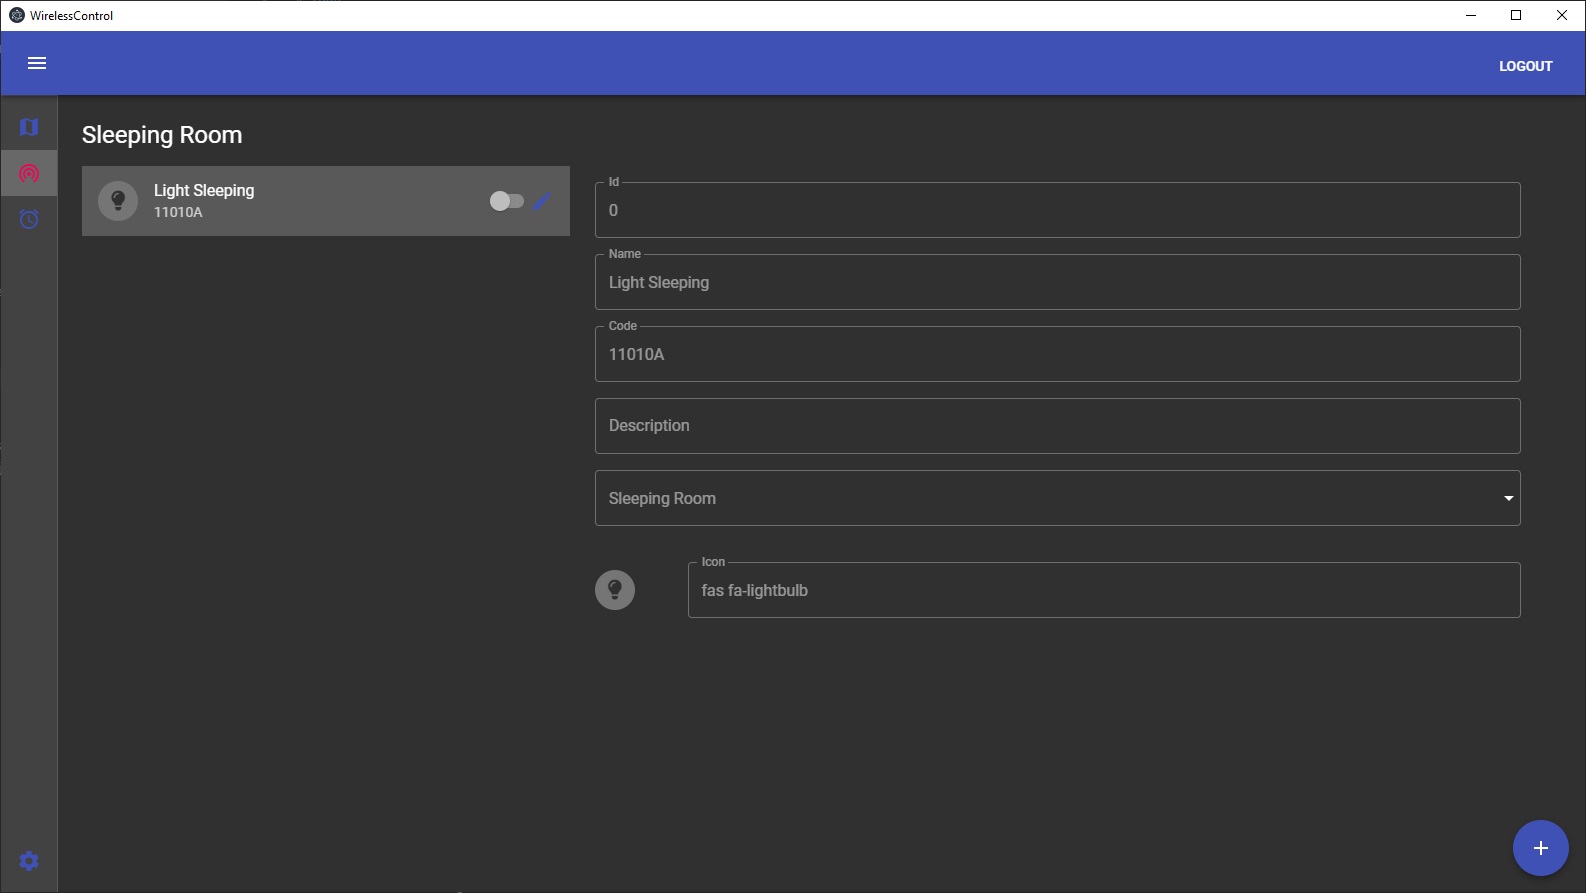 WirelessControl
LOGOUT
Sleeping Room
Light Sleeping
11010A
Id
0
Name
Light Sleeping
Code
11010A
Description
Sleeping Room
Icon
fas fa-lightbulb